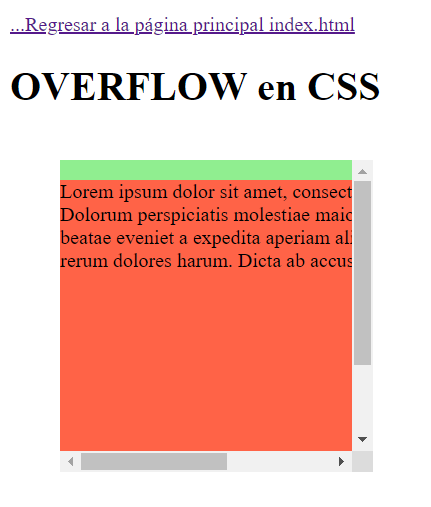 ...Regresar a la página principal index.html
OVERFLOW en CSS
Lorem ipsum dolor sit amet, consect
Dolorum perspiciatis molestiae maic
beatae eveniet a expedita aperiam ali
rerum dolores harum. Dicta ab accus